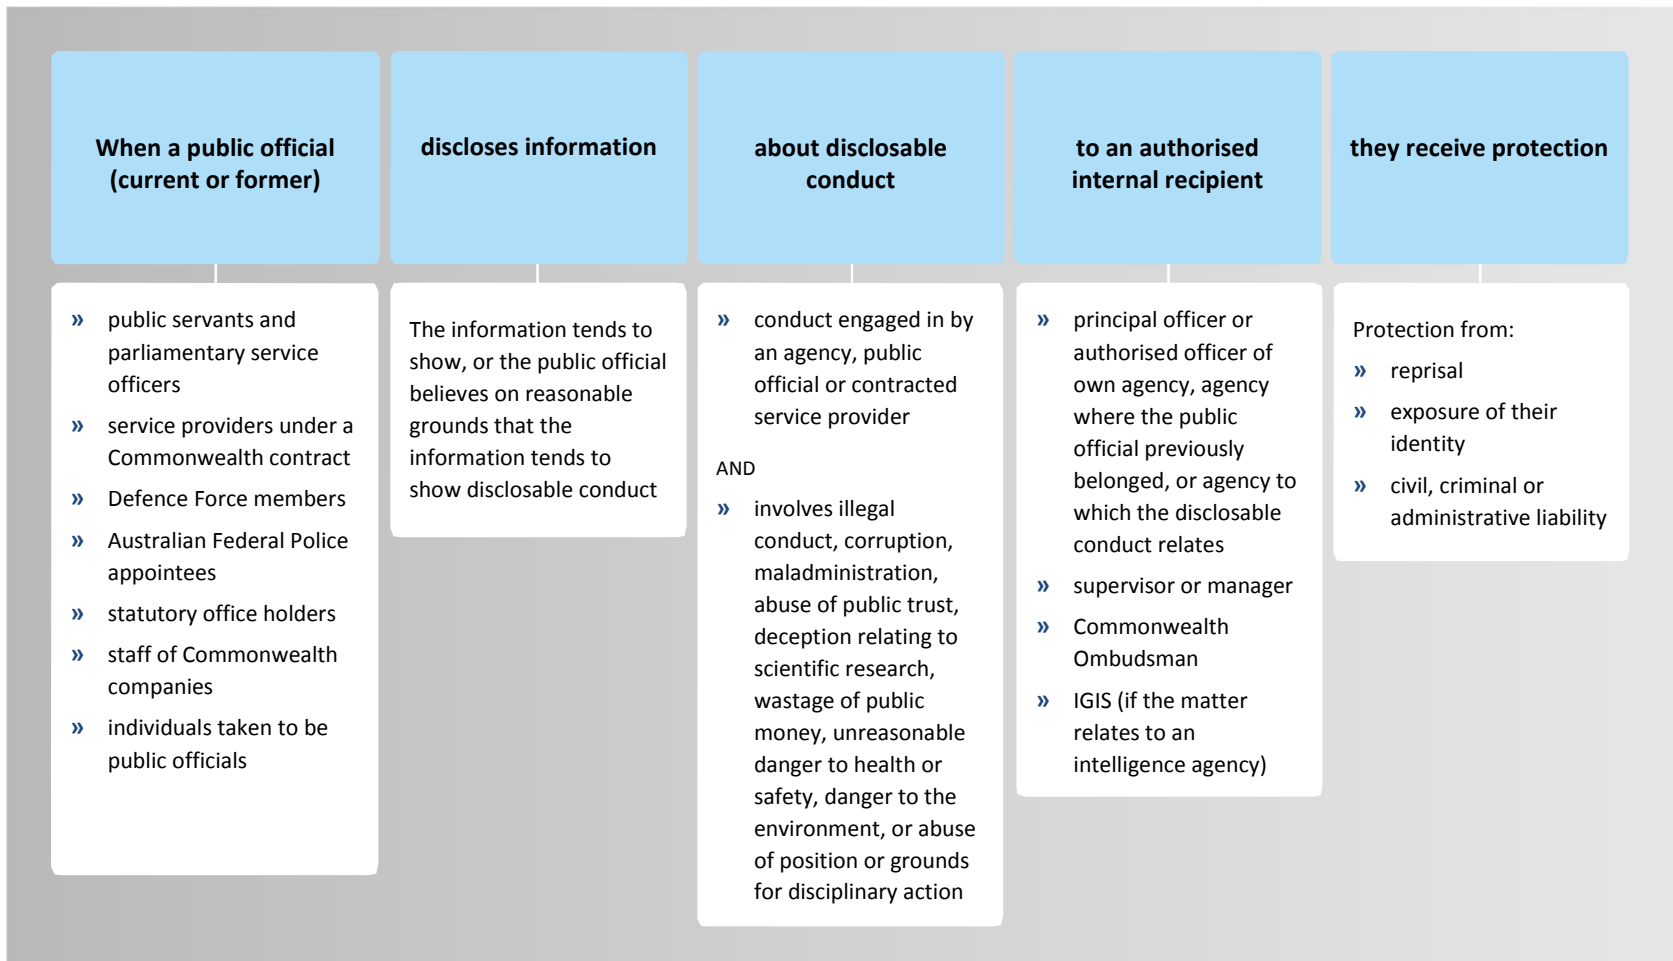 When a public official
(current or former)
» public servants and
parliamentary service
officers
» service providers under a
Commonwealth contract
» Defence Force members
» Australian Federal Police
appointees
» statutory office holders
» staff of Commonwealth
companies
» individuals taken to be
public officials
discloses information
The information tends to
show, or the public official
believes on reasonable
grounds that the
information tends to
show disclosable conduct
about disclosable
conduct
» conduct engaged in by
an agency, public
official or contracted
service provider
AND
» involves illegal
conduct, corruption,
maladministration,
abuse of public trust,
deception relating to
scientific research,
wastage of public
money, unreasonable
danger to health or
safety, danger to the
environment, or abuse
of position or grounds
for disciplinary action
to an authorised
internal recipient
» principal officer or
authorised officer of
own agency, agency
where the public
official previously
belonged, or agency to
which the disclosable
conduct relates
» supervisor or manager
» Commonwealth
Ombudsman
» IGIS (if the matter
relates to an
intelligence agency)
they receive protection
Protection from:
» reprisal
» exposure of their
identity
» civil, criminal or
administrative liability